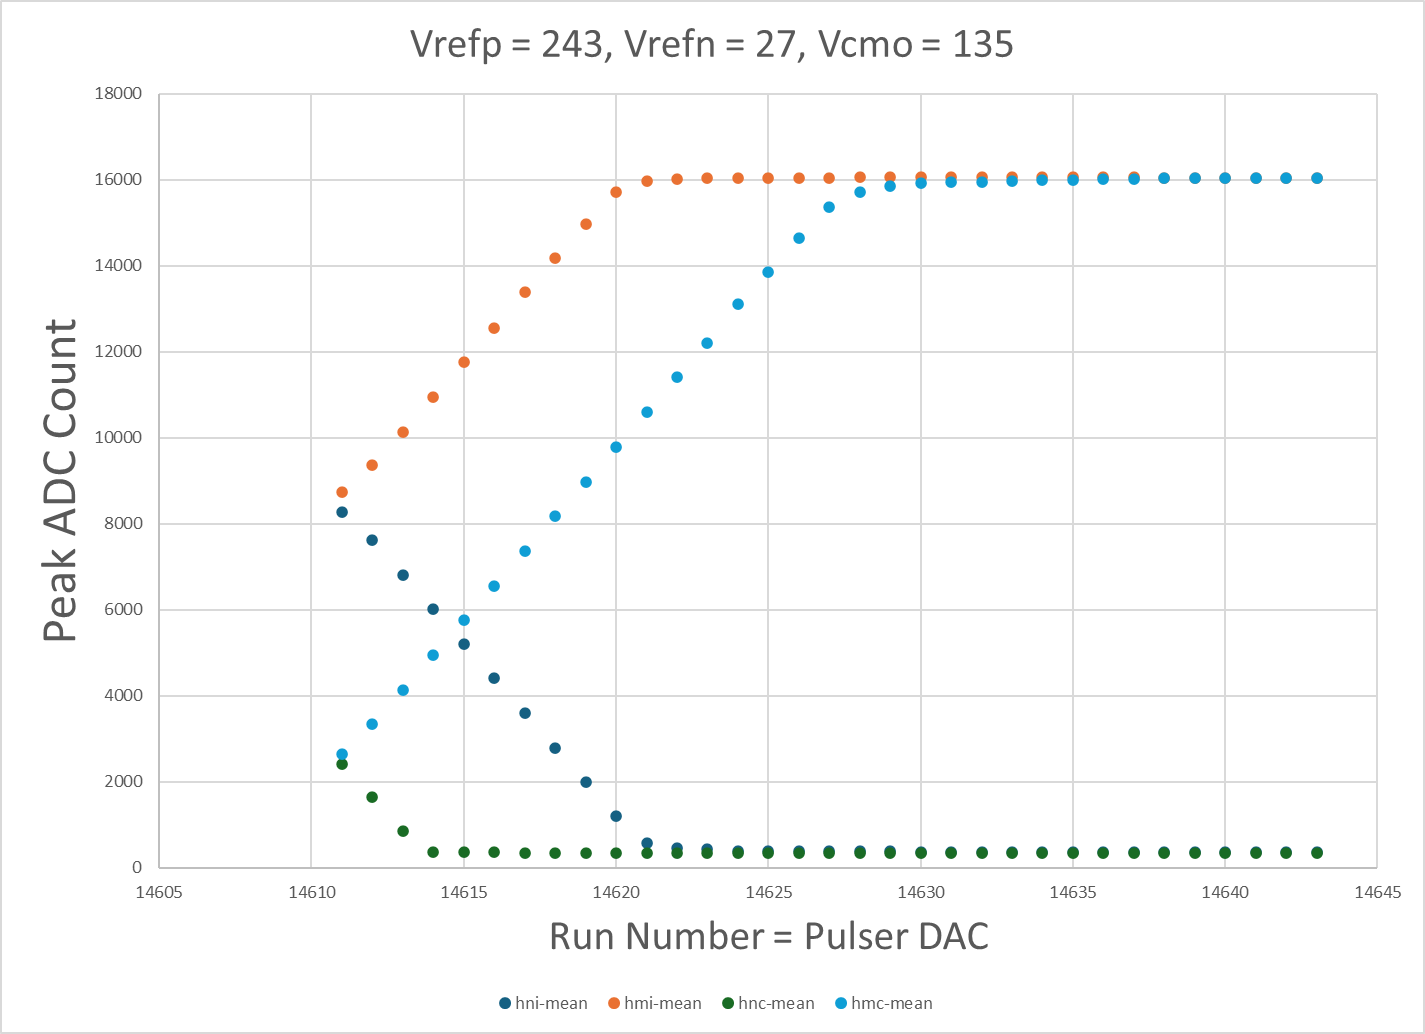 Vrefp = 243, Vrefn = 27, Vcmo = 135
18000
16000
14000
12000
10000
8000
6000
4000
2000
0
Peak ADC Count
14605 14610 14615 14620 14625 14630 14635 14640 14645
Run Number = Pulser DAC
hni-mean hmi-mean hnc-mean hmc-mean